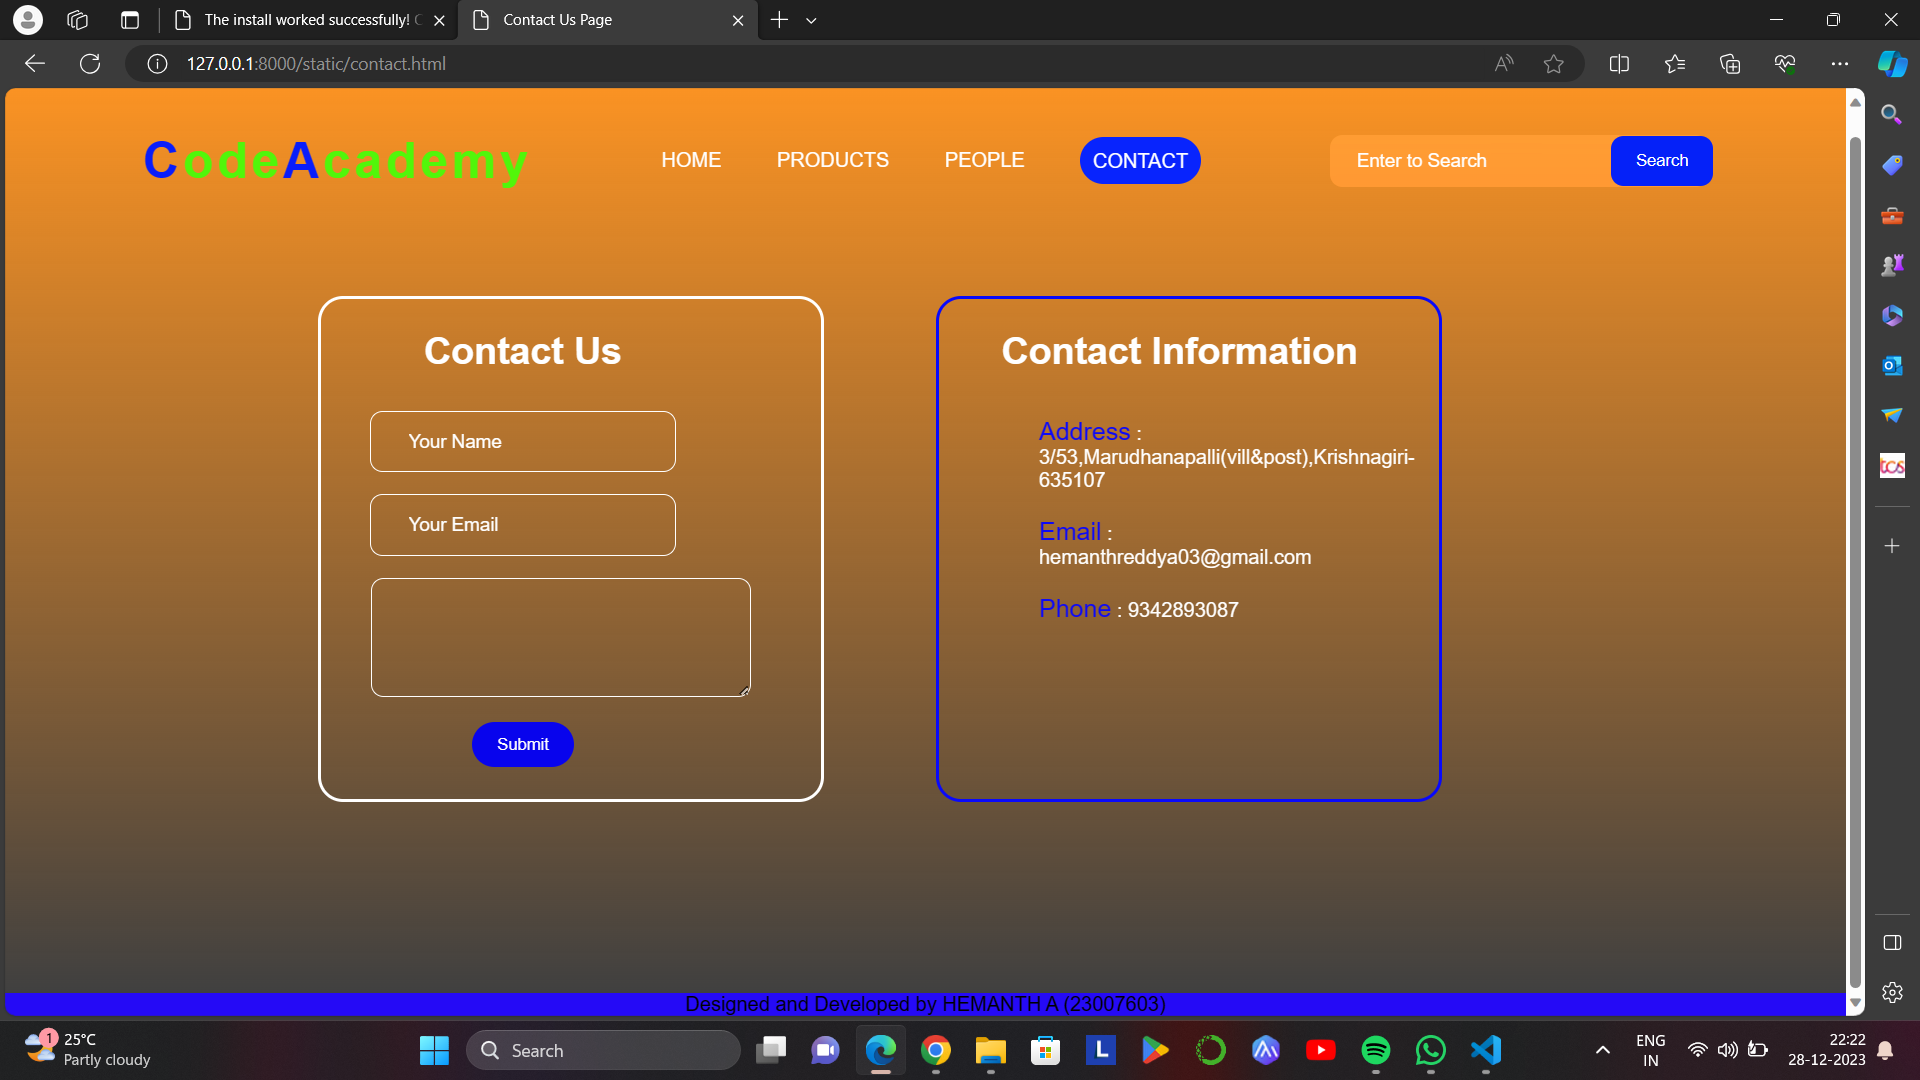 The install worked successfully!
Contact Us Page
127.0.0.1:8000/static/contact.html
CodeAcademy
HOME
PRODUCTS
PEOPLE
CONTACT
Enter to Search
Search
Contact Us
Your Name
Your Email
Submit
Contact Information
Address :
3/53,Marudhanapalli(vill&post),Krishnagiri-
635107
Email :
hemanthreddya03@gmail.com
Phone : 9342893087
Designed and Developed by HEMANTH A (23007603)
tcs
1
25°C
Partly cloudy
Search
L
ENG
IN
22:22
28-12-2023